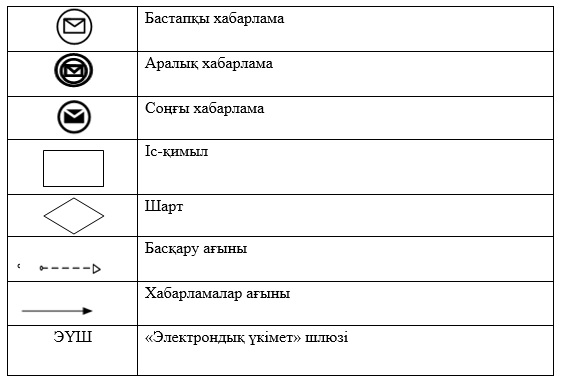 Бастапқы хабарлама
Аралық хабарлама
Соңғы хабарлама
Іс-қимыл
Шарт
Басқару ағыны
Хабарламалар ағыны
ЭҮШ «Электрондық үкімет» шлюзі